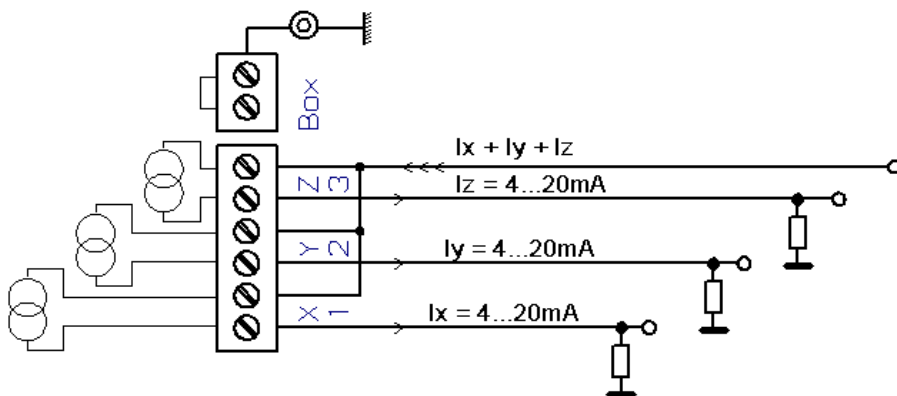 Box
Ix + Iy + Iz
Z 3
Iz = 4...20mA
Y 2
Iy = 4...20mA
X 1
Ix = 4...20mA